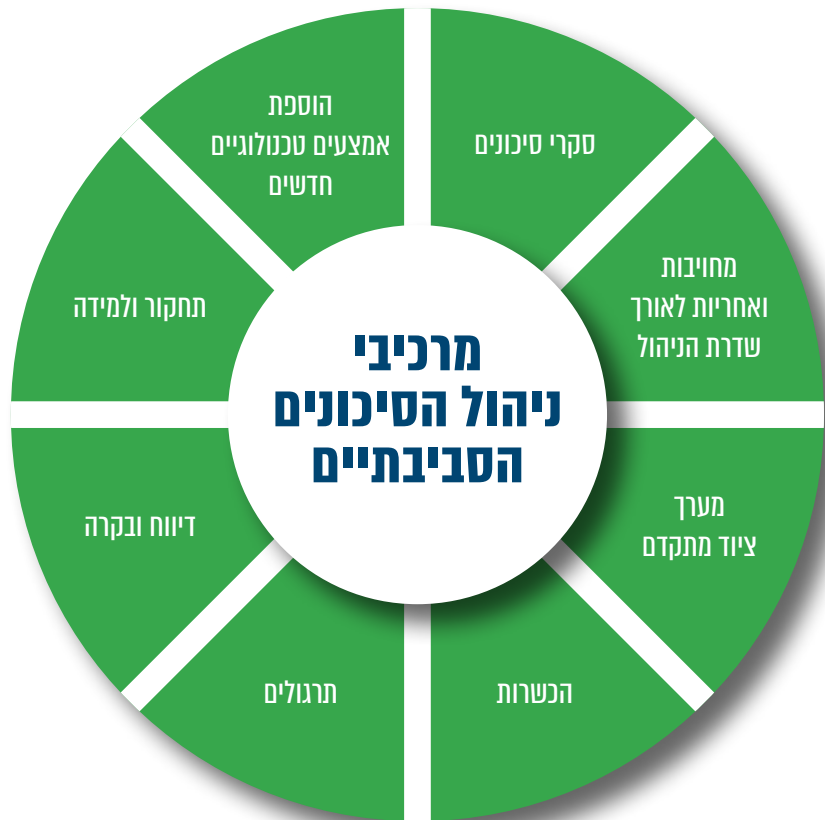 מרכיבי
ניהול הסיכונים
הסביבתיים
סקרי סיכונים
מחויבות
ואחריות לאורך
שדרת הניהול
מערך
ציוד מתקדם
הכשרות
תרגולים
דיווח ובקרה
תחקור ולמידה
הוספת
אמצעים טכנולוגיים
חדשים